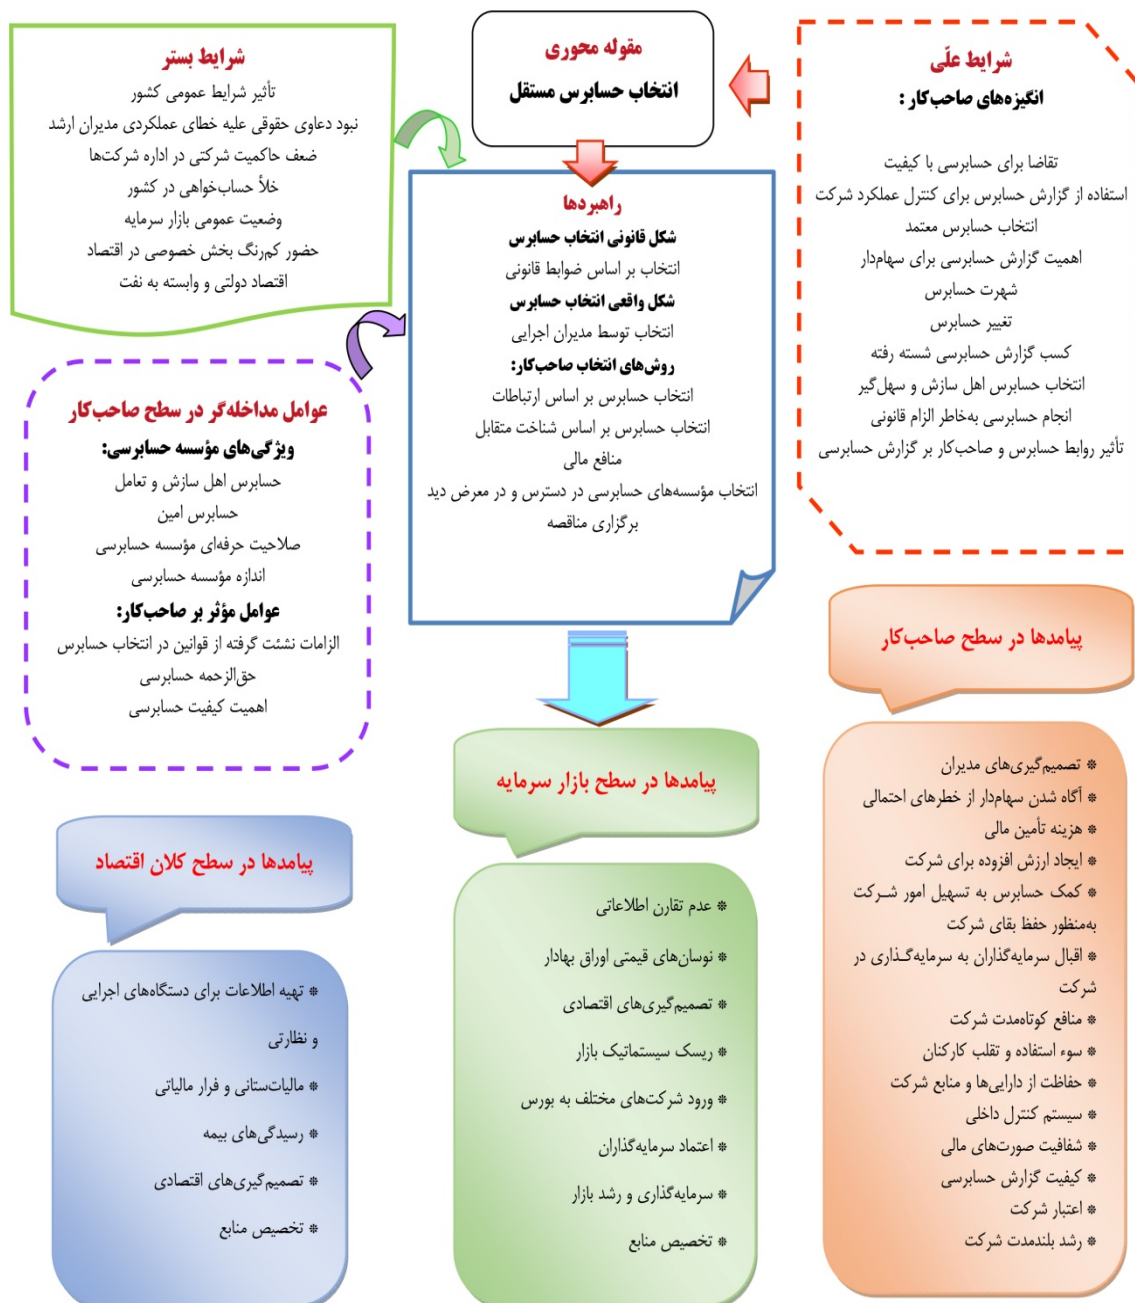 شرایط علّی
انگیزه‌های صاحب‌کار :
تقاضا برای حسابرسی با کیفیت
استفاده از گزارش حسابرس برای کنترل عملکرد شرکت
انتخاب حسابرس معتمد
اهمیت گزارش حسابرسی برای سهام‌دار
شهرت حسابرس
تغییر حسابرس
کسب گزارش حسابرسی شسته رفته
انتخاب حسابرس اهل سازش و سهل‌گیر
انجام حسابرسی به‌خاطر الزام قانونی
تأثیر روابط حسابرس و صاحب‌کار بر گزارش حسابرسی
مقوله محوری
انتخاب حسابرس مستقل
شرایط بستر
تأثیر شرایط عمومی کشور
نبود دعاوی حقوقی علیه خطای عملکردی مدیران ارشد
ضعف حاکمیت شرکتی در اداره شرکت‌ها
خلأ حساب‌خواهی در کشور
وضعیت عمومی بازار سرمایه
حضور کم‌رنگ بخش خصوصی در اقتصاد
اقتصاد دولتی و وابسته به نفت
راهبردها
شکل قانونی انتخاب حسابرس
انتخاب بر اساس ضوابط قانونی
شکل واقعی انتخاب حسابرس
انتخاب توسط مدیران اجرایی
روش‌های انتخاب صاحب‌کار:
انتخاب حسابرس بر اساس ارتباطات
انتخاب حسابرس بر اساس شناخت متقابل
منافع مالی
انتخاب مؤسسه‌های حسابرسی در دسترس و در معرض دید
برگزاری مناقصه
عوامل مداخله‌گر در سطح صاحب‌کار
ویژگی‌های مؤسسه حسابرسی:
حسابرس اهل سازش و تعامل
حسابرس امین
صلاحیت حرفه‌ای مؤسسه حسابرسی
اندازه مؤسسه حسابرسی
عوامل مؤثر بر صاحب‌کار:
الزامات نشئت گرفته از قوانین در انتخاب حسابرس
حق‌الزحمه حسابرسی
اهمیت کیفیت حسابرسی
پیامدها در سطح صاحب‌کار
* تصمیم‌گیری‌های مدیران
* آگاه شدن سهام‌دار از خطرهای احتمالی
* هزینه تأمین مالی
* ایجاد ارزش افزوده برای شرکت
* کمک حسابرس به تسهیل امور شـرکت
به‌منظور حفظ بقای شرکت
* اقبال سرمایه‌گذاران به سرمایه‌گـذاری در
شرکت
* منافع کوتاه‌مدت شرکت
* سوء استفاده و تقلب کارکنان
* حفاظت از دارایی‌ها و منابع شرکت
* سیستم کنترل داخلی
* شفافیت صورت‌های مالی
* کیفیت گزارش حسابرسی
* اعتبار شرکت
* رشد بلندمدت شرکت
پیامدها در سطح بازار سرمایه
* عدم تقارن اطلاعاتی
* نوسان‌های قیمتی اوراق بهادار
* تصمیم‌گیری‌های اقتصادی
* ریسک سیستماتیک بازار
* ورود شرکت‌های مختلف به بورس
* اعتماد سرمایه‌گذاران
* سرمایه‌گذاری و رشد بازار
* تخصیص منابع
پیامدها در سطح کلان اقتصاد
* تهیه اطلاعات برای دستگاه‌های اجرایی
و نظارتی
* مالیات‌ستانی و فرار مالیاتی
* رسیدگی‌های بیمه
* تصمیم‌گیری‌های اقتصادی
* تخصیص منابع